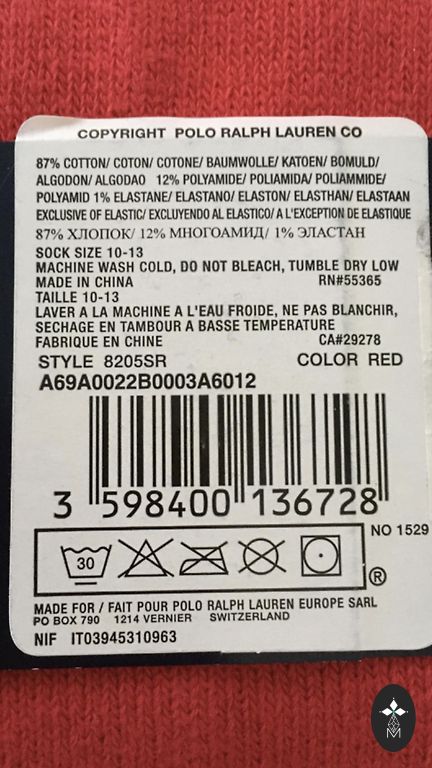 COPYRIGHT POLO RALPH LAUREN CO
87% COTTON/ COTON/ COTONE/ BAUMWOLLE/ KATOEN/ BOMULD/
ALGODON/ ALGODAO 12% POLYAMIDE/ POLIAMIDA/ POLIAMMIDE/
POLYAMID 1% ELASTANE/ ELASTANO/ ELASTON/ ELASTHAN/ ELASTAAN
EXCLUSIVE OF ELASTIC/ EXCLUYENDO AL ELASTICO/ A L'EXCEPTION DE ELASTIQUE
87% ХЛОПОК/ 12% МНОГОАМИД/ 1% ЭЛАСТАН
SOCK SIZE 10-13
MACHINE WASH COLD, DO NOT BLEACH, TUMBLE DRY LOW
MADE IN CHINA RN#55365
TAILLE 10-13
LAVER A LA MACHINE A L'EAU FROIDE, NE PAS BLANCHIR,
SECHAGE EN TAMBOUR A BASSE TEMPERATURE
FABRIQUE EN CHINE CA#29278
STYLE 8205SR COLOR RED
A69A0022B0003A6012
3 598400 136728
NO 1529
30
®
MADE FOR / FAIT POUR POLO RALPH LAUREN EUROPE SARL
PO BOX 790 1214 VERNIER SWITZERLAND
NIF IT03945310963
M